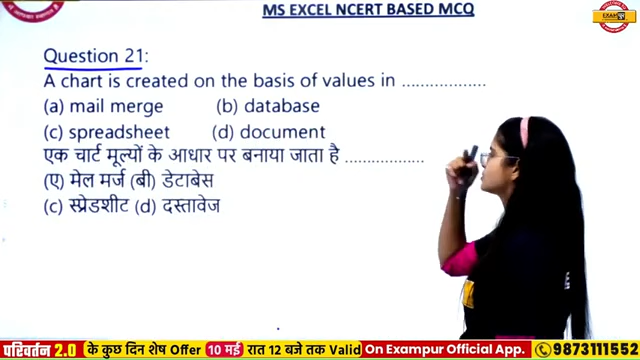 MS EXCEL NCERT BASED MCQ
EXAMPUR
Question 21:
A chart is created on the basis of values in ..................
(a) mail merge (b) database
(c) spreadsheet (d) document
एक चार्ट मूल्यों के आधार पर बनाया जाता है .................
(ए) मेल मर्ज (बी) डेटाबेस
(c) स्प्रेडशीट (d) दस्तावेज
परिवर्तन 2.0 के कुछ दिन शेष Offer 10 मई रात 12 बजे तक Valid On Exampur Official App. 9873111552